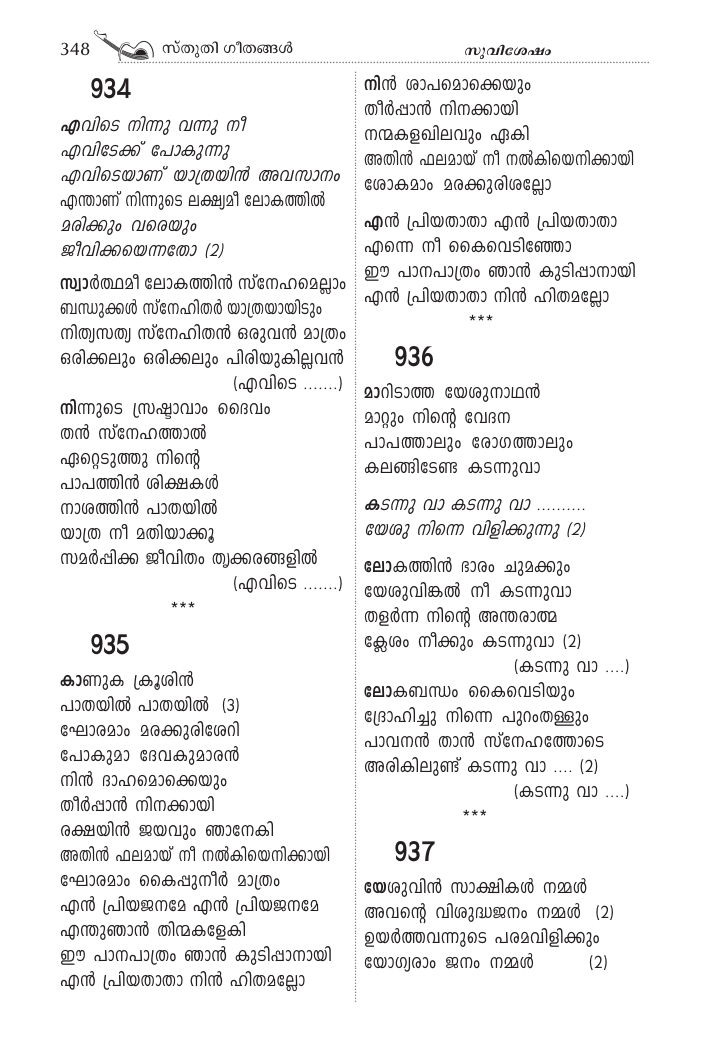 348 സ്തുതി ഗീതങ്ങൾ സുവിശേഷം
934
എവിടെ നിന്നു വന്നു നീ
എവിടേക്ക് പോകുന്നു
എവിടെയാണ് യാത്രയിൻ അവസാനം
എന്താണ് നിന്നുടെ ലക്ഷ്യമീ ലോകത്തിൽ
മരിക്കും വരെയും
ജീവിക്കയെന്നതോ (2)
സ്വാർത്ഥമീ ലോകത്തിൻ സ്നേഹമെല്ലാം
ബന്ധുക്കൾ സ്നേഹിതർ യാത്രയായിടും
നിത്യസത്യ സ്നേഹിതൻ ഒരുവൻ മാത്രം
ഒരിക്കലും ഒരിക്കലും പിരിയുകില്ലവൻ
(എവിടെ .......)
നിന്നുടെ സ്രഷ്ടാവാം ദൈവം
തൻ സ്നേഹത്താൽ
ഏറ്റെടുത്തു നിന്റെ
പാപത്തിൻ ശിക്ഷകൾ
നാശത്തിൻ പാതയിൽ
യാത്ര നീ മതിയാക്കൂ
സമർപ്പിക്ക ജീവിതം തൃക്കരങ്ങളിൽ
(എവിടെ .......)
***
935
കാണുക ക്രൂശിൻ
പാതയിൽ പാതയിൽ (3)
ഘോരമാം മരക്കുരിശേറി
പോകുമാ ദേവകുമാരൻ
നിൻ ദാഹമൊക്കെയും
തീർപ്പാൻ നിനക്കായി
രക്ഷയിൻ ജയവും ഞാനേകി
അതിൻ ഫലമായ് നീ നൽകിയെനിക്കായി
ഘോരമാം കൈപ്പുനീർ മാത്രം
എൻ പ്രിയജനമേ എൻ പ്രിയജനമേ
എന്തുഞാൻ തിന്മകളേകി
ഈ പാനപാത്രം ഞാൻ കുടിപ്പാനായി
എൻ പ്രിയതാതാ നിൻ ഹിതമല്ലോ
നിൻ ശാപമൊക്കെയും
തീർപ്പാൻ നിനക്കായി
നന്മകളഖിലവും ഏകി
അതിൻ ഫലമായ് നീ നൽകിയെനിക്കായി
ശോകമാം മരക്കുരിശല്ലോ
എൻ പ്രിയതാതാ എൻ പ്രിയതാതാ
എന്നെ നീ കൈവെടിഞ്ഞോ
ഈ പാനപാത്രം ഞാൻ കുടിപ്പാനായി
എൻ പ്രിയതാതാ നിൻ ഹിതമല്ലോ
***
936
മാറിടാത്ത യേശുനാഥൻ
മാറ്റും നിന്റെ വേദന
പാപത്താലും രോഗത്താലും
കലങ്ങിടേണ്ട കടന്നുവാ
കടന്നു വാ കടന്നു വാ ..........
യേശു നിന്നെ വിളിക്കുന്നു (2)
ലോകത്തിൻ ഭാരം ചുമക്കും
യേശുവിങ്കൽ നീ കടന്നുവാ
തളർന്ന നിന്റെ അന്തരാത്മ
ക്ലേശം നീക്കും കടന്നുവാ (2)
(കടന്നു വാ ....)
ലോകബന്ധം കൈവെടിയും
ദ്രോഹിച്ചു നിന്നെ പുറംതള്ളും
പാവനൻ താൻ സ്നേഹത്തോടെ
അരികിലുണ്ട് കടന്നു വാ .... (2)
(കടന്നു വാ ....)
***
937
യേശുവിൻ സാക്ഷികൾ നമ്മൾ
അവന്റെ വിശുദ്ധജനം നമ്മൾ (2)
ഉയർത്തവന്നുടെ പരമവിളിക്കും
യോഗ്യരാം ജനം നമ്മൾ (2)